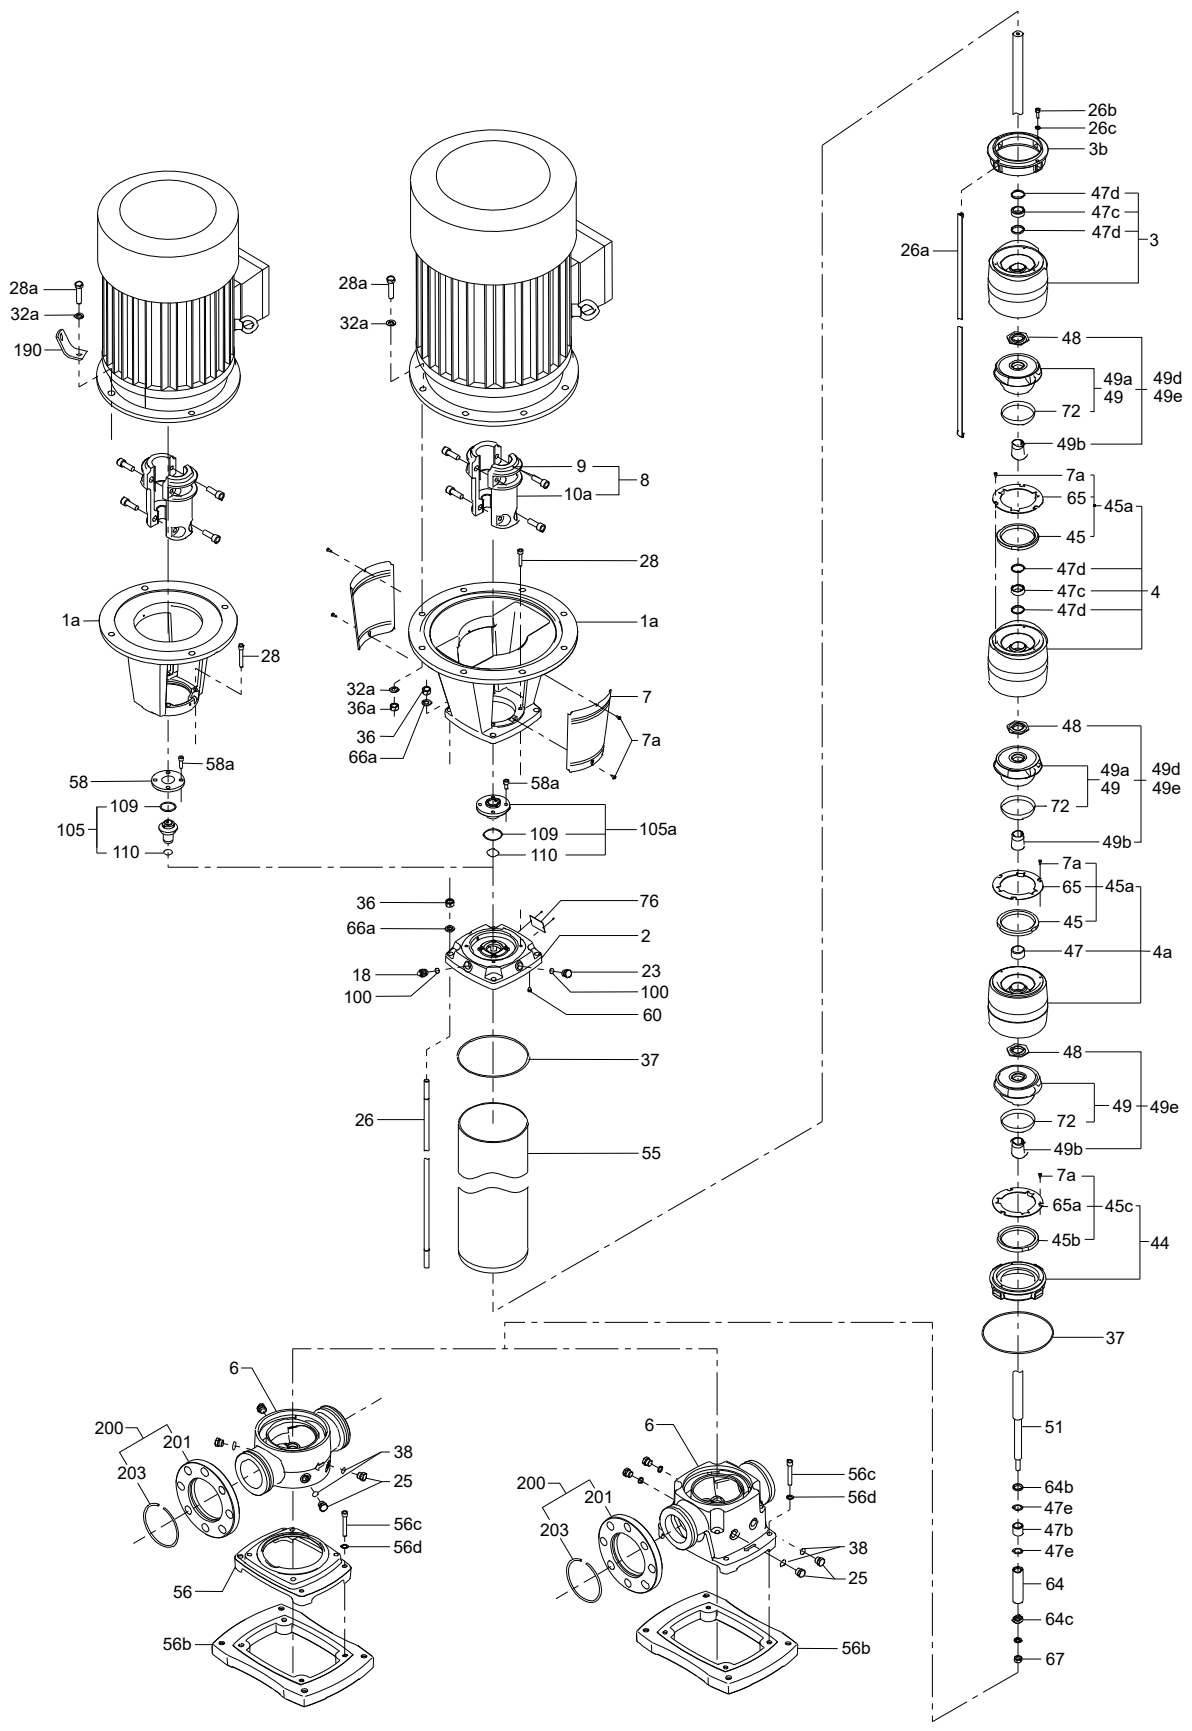 26b
26c
3b
47d
47c
47d
3
26a
28a
32a
190
28a
32a
48
49a
49
49d
49e
72
49b
9
10a
8
7a
65
45a
45
28
47d
47c
47d
4
1a
28
1a
32a
36a
36
66a
7
7a
48
49a
49
49d
49e
72
49b
58
58a
109
105
110
58a
109
105a
110
7a
65
45a
45
47
4a
36
66a
18
100
76
2
23
100
60
37
48
49
49e
72
49b
26
55
7a
65a
45c
45b
44
37
6
200
201
203
38
25
56c
56d
56
56b
6
200
201
203
56c
56d
38
25
56b
51
64b
47e
47b
47e
64
64c
67